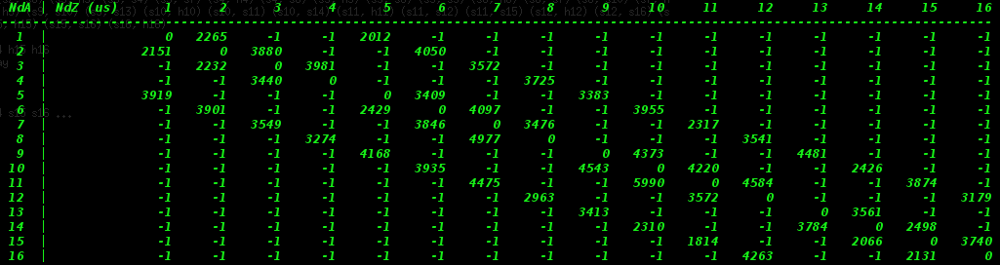 NdA | NdZ (us) 1 2 3 4 5 6 7 8 9 10 11 12 13 14 15 16
1 | 0 2265 -1 -1 2012 -1 -1 -1 -1 -1 -1 -1 -1 -1 -1 -1
2 | 2151 0 3880 -1 -1 4050 -1 -1 -1 -1 -1 -1 -1 -1 -1 -1
3 | -1 2232 0 3981 -1 -1 3572 -1 -1 -1 -1 -1 -1 -1 -1 -1
4 | -1 -1 3440 0 -1 -1 -1 3725 -1 -1 -1 -1 -1 -1 -1 -1
5 | 3919 -1 -1 -1 0 3409 -1 -1 3383 -1 -1 -1 -1 -1 -1 -1
6 | -1 3901 -1 -1 2429 0 4097 -1 -1 3955 -1 -1 -1 -1 -1 -1
7 | -1 -1 3549 -1 -1 3846 0 3476 -1 -1 2317 -1 -1 -1 -1 -1
8 | -1 -1 -1 3274 -1 -1 4977 0 -1 -1 -1 3541 -1 -1 -1 -1
9 | -1 -1 -1 -1 4168 -1 -1 -1 0 4373 -1 -1 4481 -1 -1 -1
10 | -1 -1 -1 -1 -1 3935 -1 -1 4543 0 4220 -1 -1 2426 -1 -1
11 | -1 -1 -1 -1 -1 -1 4475 -1 -1 5990 0 4584 -1 -1 3874 -1
12 | -1 -1 -1 -1 -1 -1 -1 2963 -1 -1 3572 0 -1 -1 -1 3179
13 | -1 -1 -1 -1 -1 -1 -1 -1 3413 -1 -1 -1 0 3561 -1 -1
14 | -1 -1 -1 -1 -1 -1 -1 -1 -1 2310 -1 -1 3784 0 2498 -1
15 | -1 -1 -1 -1 -1 -1 -1 -1 -1 -1 1814 -1 -1 2066 0 3740
16 | -1 -1 -1 -1 -1 -1 -1 -1 -1 -1 -1 4263 -1 -1 2131 0